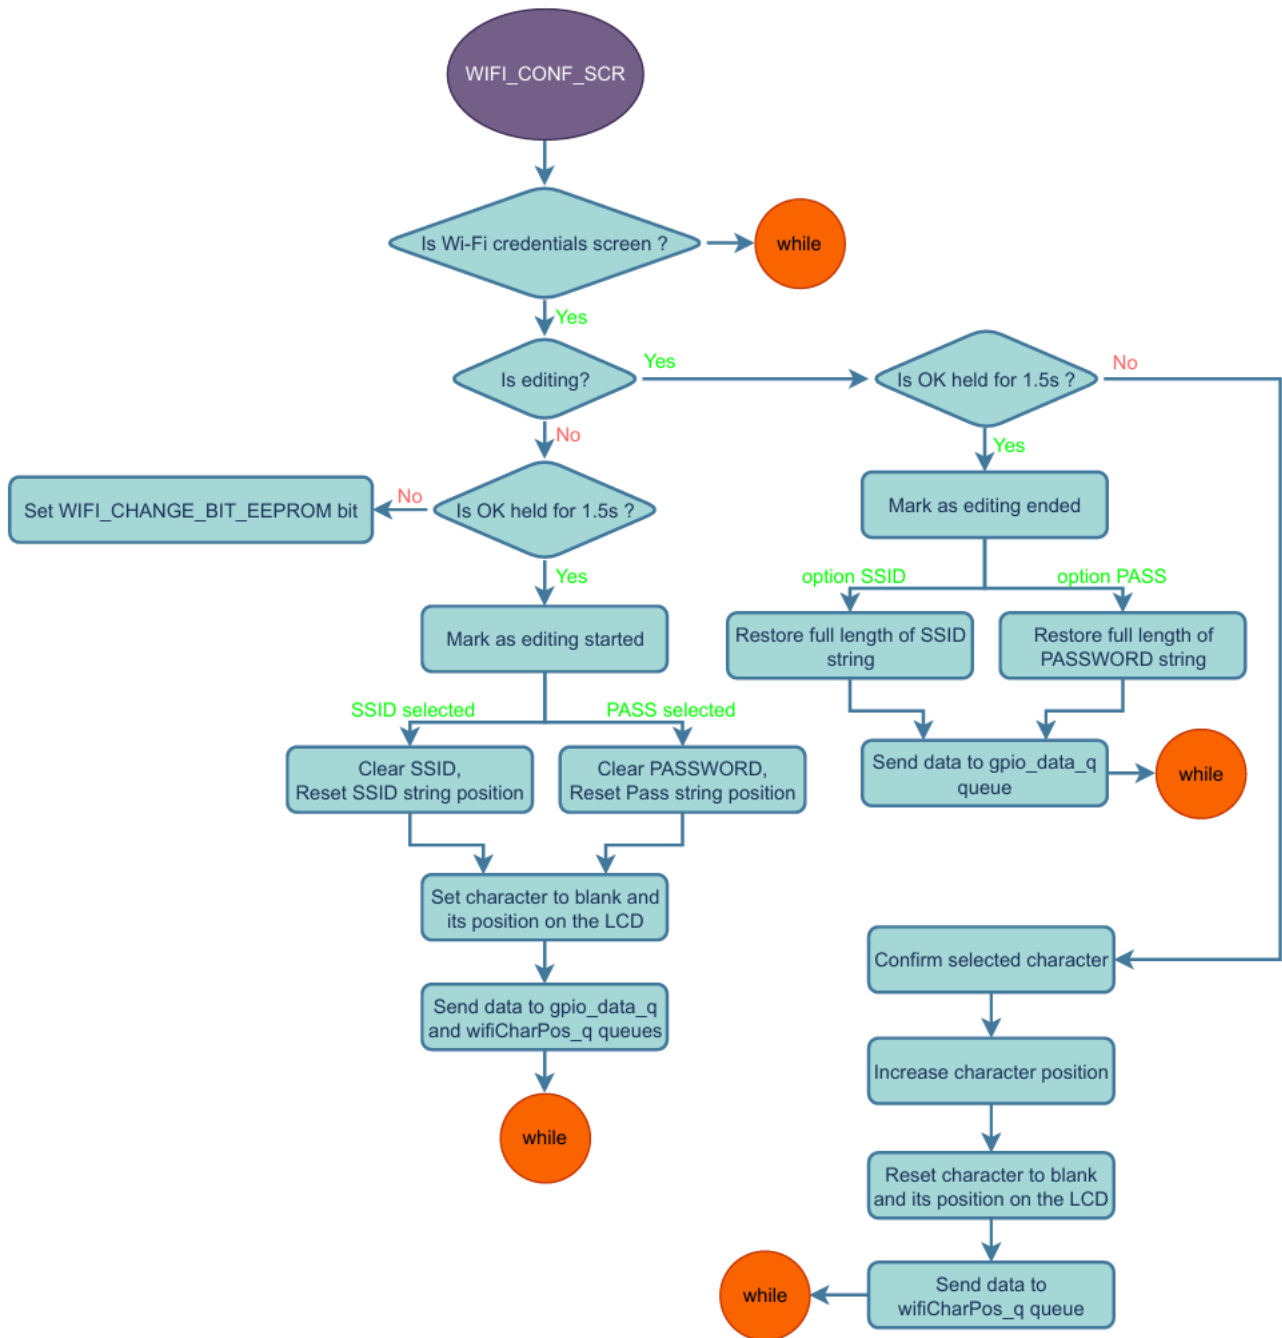 WIFI_CONF_SCR
Is Wi-Fi credentials screen ?
while
Yes
Is editing?
Yes
Is OK held for 1.5s ?
No
No
Yes
Set WIFI_CHANGE_BIT_EEPROM bit
No
Is OK held for 1.5s ?
Mark as editing ended
Yes
option SSID
option PASS
Mark as editing started
Restore full length of SSID
string
Restore full length of
PASSWORD string
SSID selected
PASS selected
Clear SSID,
Reset SSID string position
Clear PASSWORD,
Reset Pass string position
Send data to gpio_data_q
queue
while
Set character to blank and
its position on the LCD
Confirm selected character
Send data to gpio_data_q
and wifiCharPos_q queues
Increase character position
while
Reset character to blank
and its position on the LCD
while
Send data to
wifiCharPos_q queue